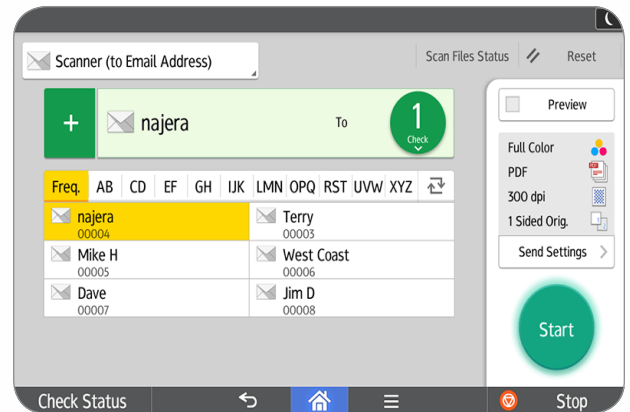 Scanner (to Email Address)
Scan Files Status
Reset
+
najera
To
1
Check
Preview
Full Color
PDF
300 dpi
1 Sided Orig.
Send Settings
Start
Freq. AB CD EF GH IJK LMN OPQ RST UVW XYZ
najera
00004
Terry
00003
Mike H
00005
West Coast
00006
Dave
00007
Jim D
00008
Check Status
Stop